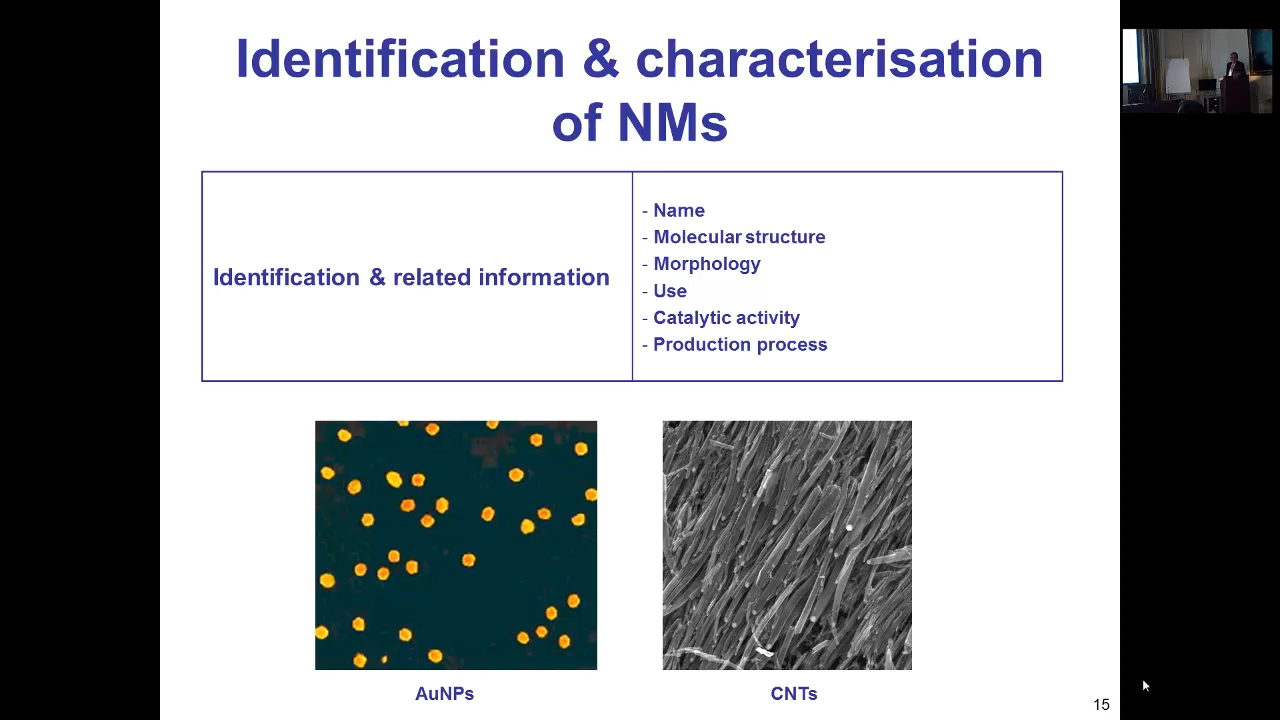 Identification & characterisation
of NMs
Identification & related information
- Name
- Molecular structure
- Morphology
- Use
- Catalytic activity
- Production process
AuNPs
CNTs
15